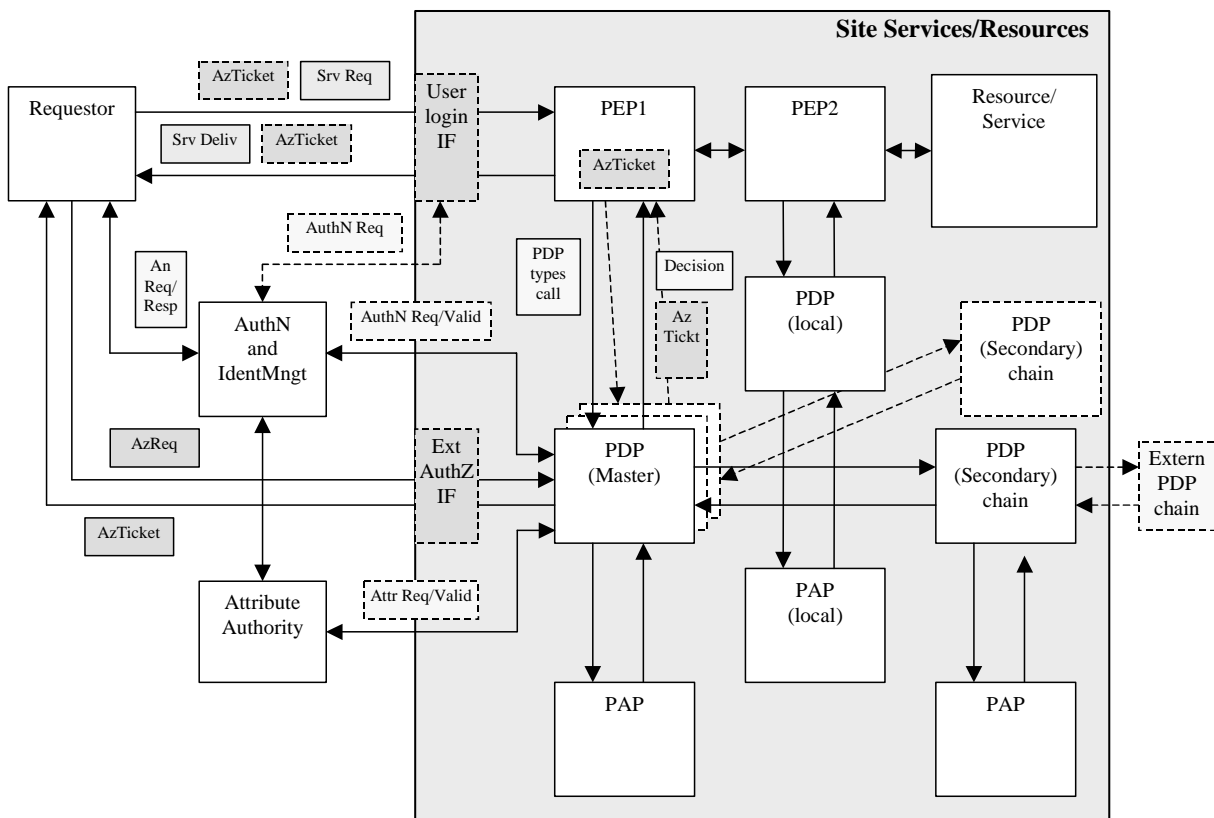 Site Services/Resources
AzTicket
Srv Req
User
login
IF
Requestor
PEP1
PEP2
Resource/
Service
Srv Deliv
AzTicket
AzTicket
AuthN Req
An
Req/
Resp
PDP
types
call
Decision
AuthN Req/Valid
AuthN
and
IdentMngt
Az
Tickt
PDP
(local)
PDP
(Secondary)
chain
AzReq
Ext
AuthZ
IF
PDP
(Master)
PDP
(Secondary)
chain
Extern
PDP
chain
AzTicket
Attr Req/Valid
Attribute
Authority
PAP
(local)
PAP
PAP